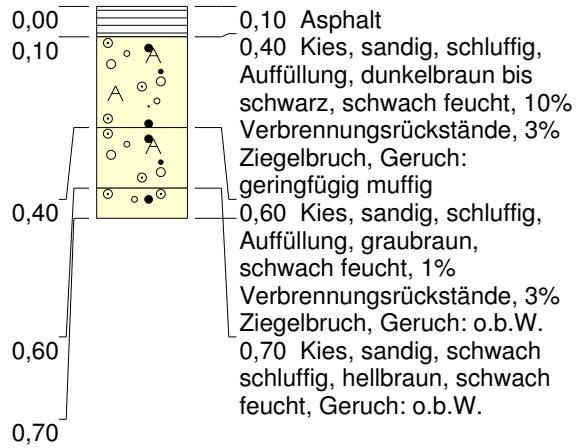 0,00
0,10
0,40
0,60
0,70
0,10 Asphalt
0,40 Kies, sandig, schluffig,
Auffüllung, dunkelbraun bis
schwarz, schwach feucht, 10%
Verbrennungsrückstände, 3%
Ziegelbruch, Geruch:
geringfügig muffig
0,60 Kies, sandig, schluffig,
Auffüllung, graubraun,
schwach feucht, 1%
Verbrennungsrückstände, 3%
Ziegelbruch, Geruch: o.b.W.
0,70 Kies, sandig, schwach
schluffig, hellbraun, schwach
feucht, Geruch: o.b.W.
A
A
A